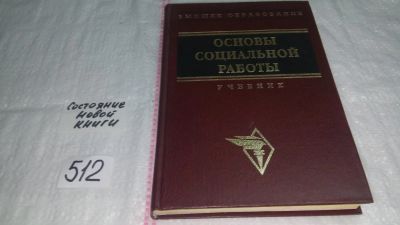 ВЫСШЕЕ ОБРАЗОВАНИЕ
ОСНОВЫ
СОЦИАЛЬНОЙ
РАБОТЫ
УЧЕБНИК
Состояние
новой
книги
512